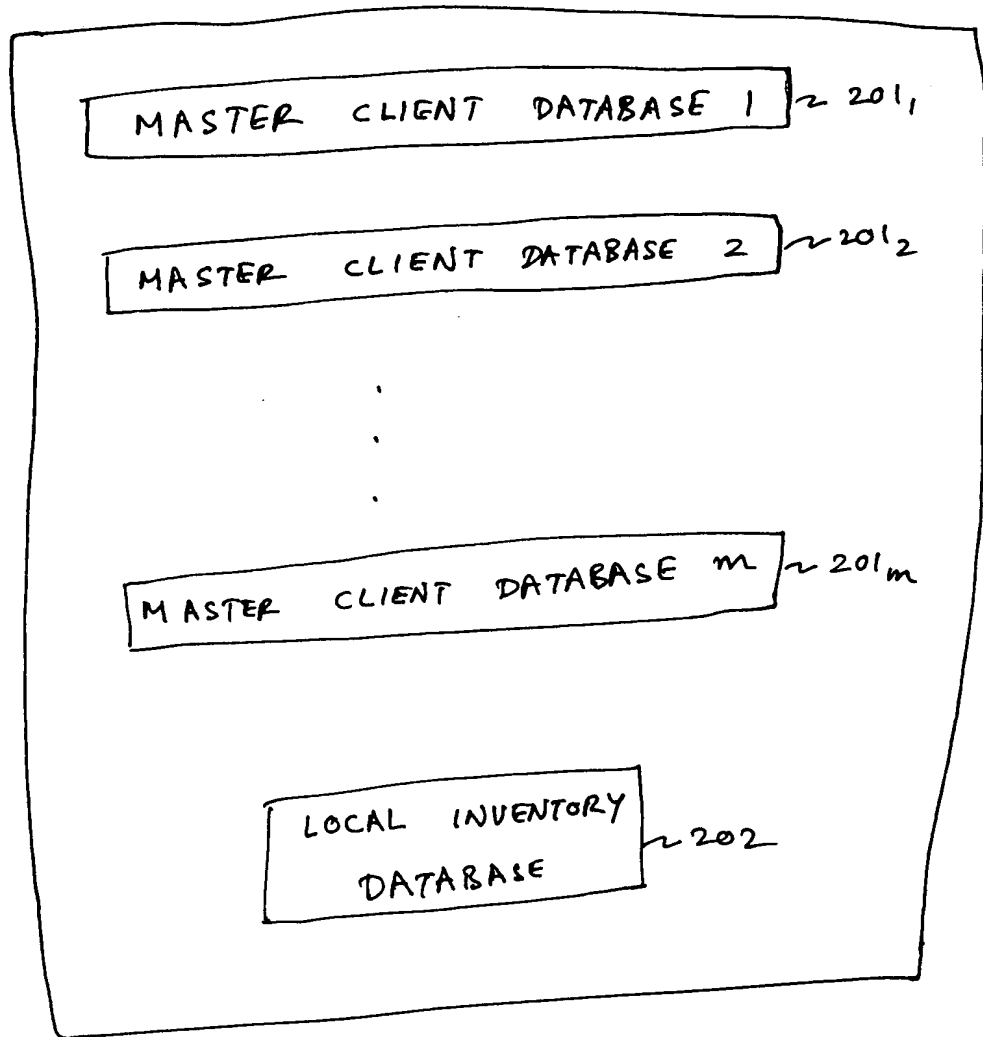 MASTER CLIENT DATABASE 1 201₁
MASTER CLIENT DATABASE 2 201₂
MASTER CLIENT DATABASE m 201ₘ
LOCAL INVENTORY
DATABASE 202